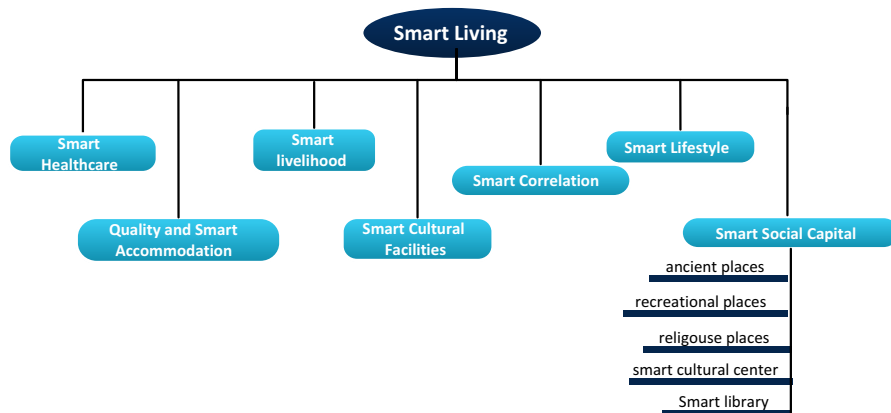 Smart Living
Smart
Healthcare
Smart
livelihood
Smart Lifestyle
Smart Correlation
Quality and Smart
Accommodation
Smart Cultural
Facilities
Smart Social Capital
ancient places
recreational places
religouse places
smart cultural center
Smart library